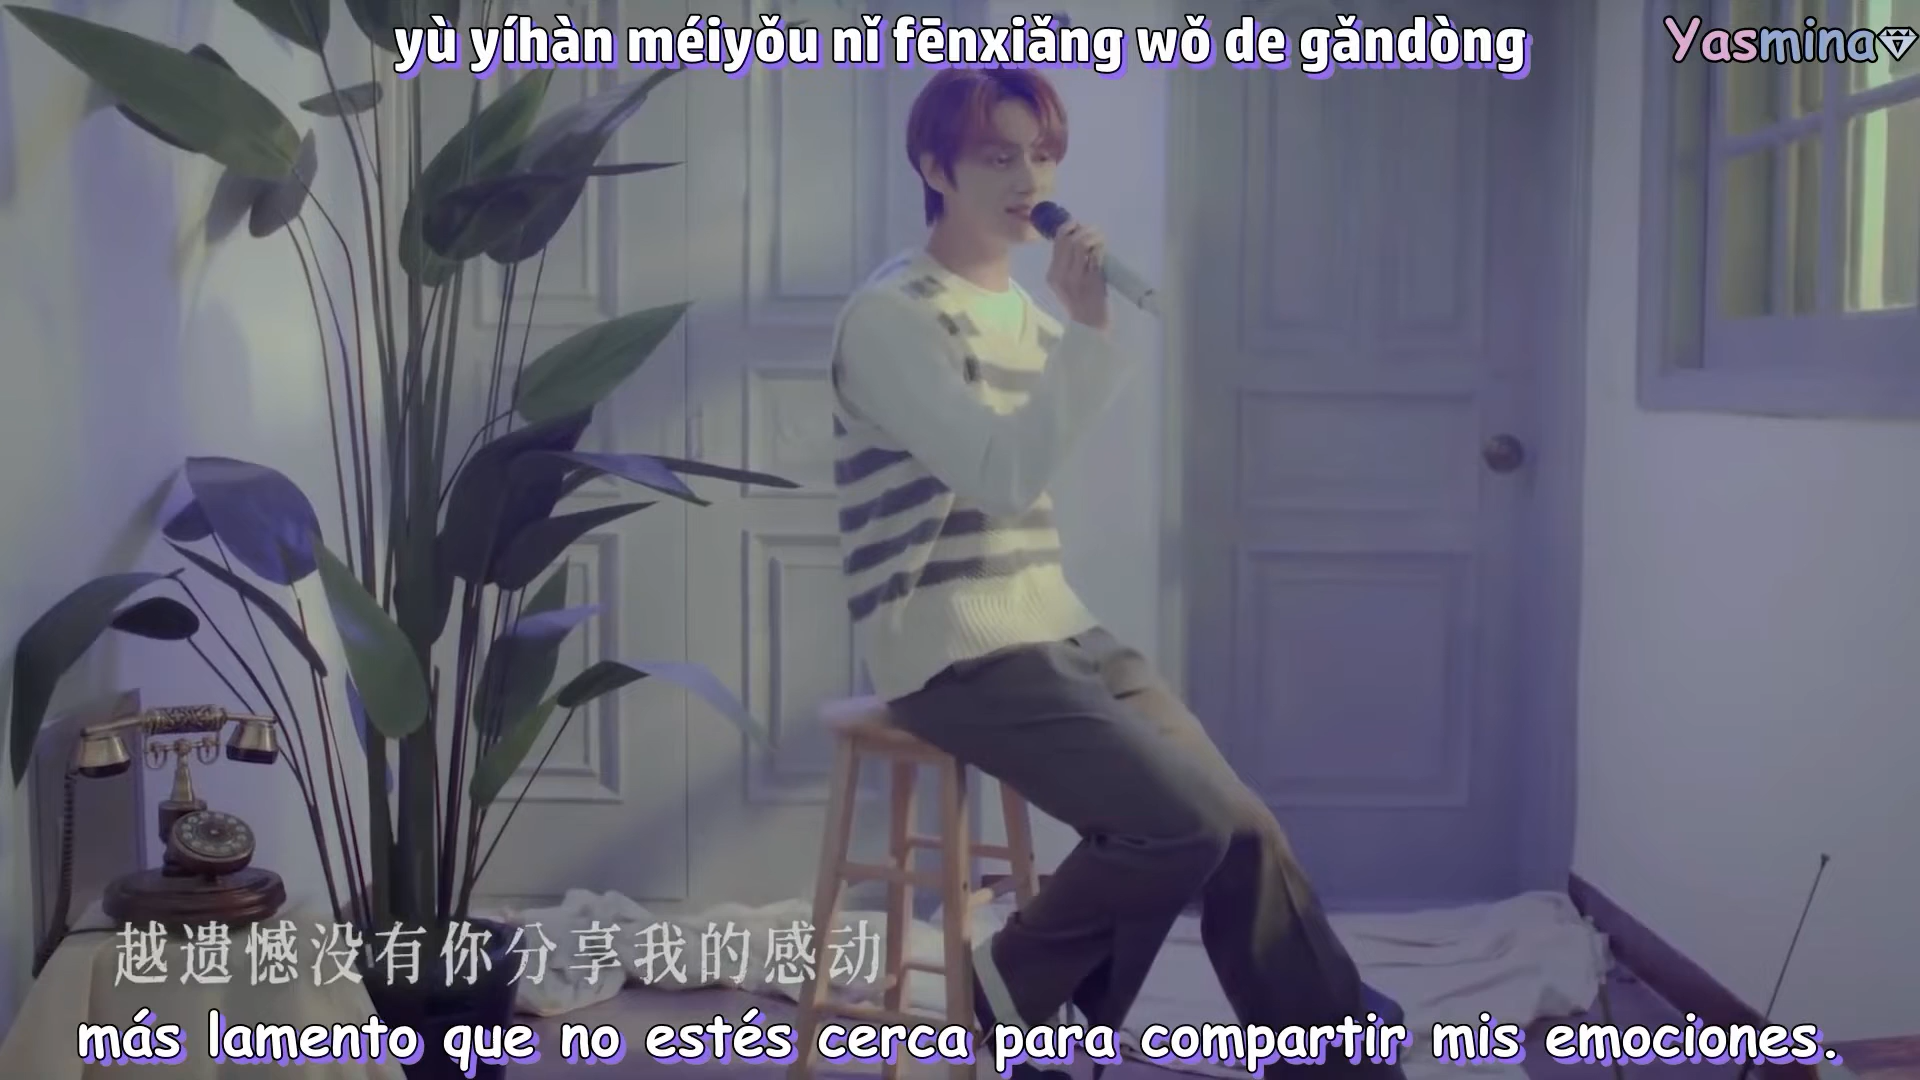 yù yíhàn méiyǒu nǐ fēnxiǎng wǒ de gǎndòng
Yasmina
越遗憾没有你分享我的感动
más lamento que no estés cerca para compartir mis emociones.